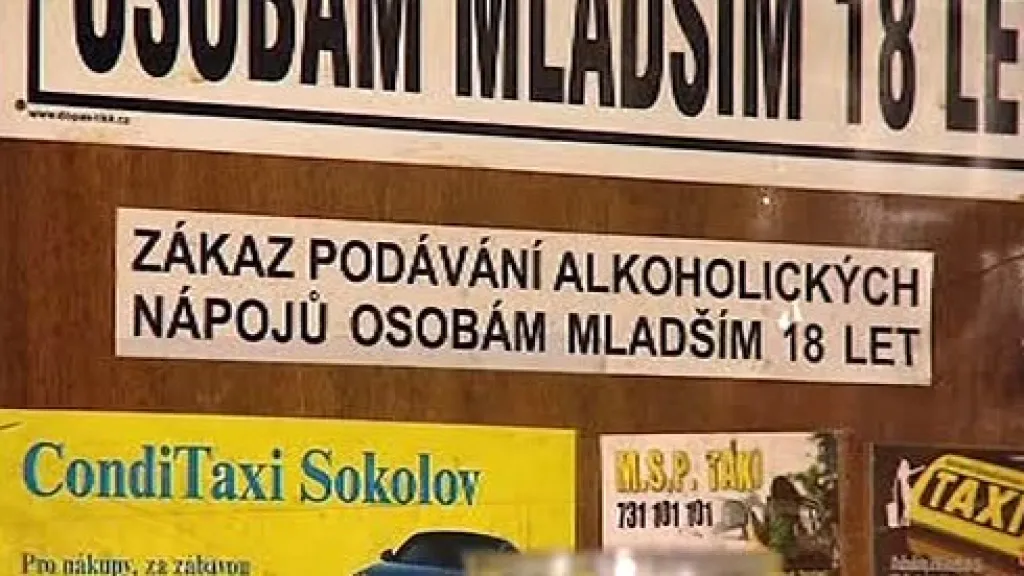 OSOBÁM MLADŠÍM 18 LE
ZÁKAZ PODÁVÁNÍ ALKOHOLICKÝCH
NÁPOJŮ OSOBÁM MLADŠÍM 18 LET
CondiTaxi Sokolov
Pro nákupy, za zábavou
M.S.P. TAXI
731 101 101
TAXI